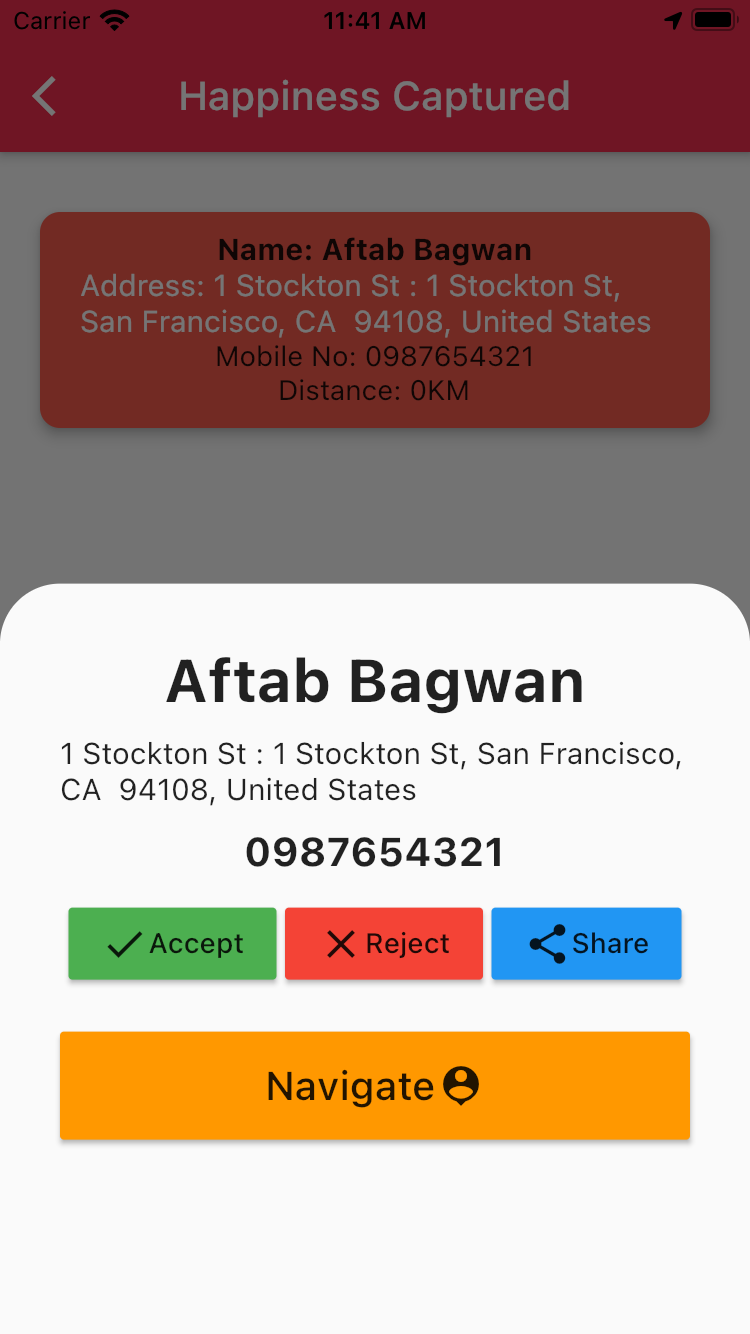 Carrier 11:41 AM
Happiness Captured
Name: Aftab Bagwan
Address: 1 Stockton St : 1 Stockton St,
San Francisco, CA  94108, United States
Mobile No: 0987654321
Distance: 0KM
Aftab Bagwan
1 Stockton St : 1 Stockton St, San Francisco,
CA  94108, United States
0987654321
Accept Reject Share
Navigate